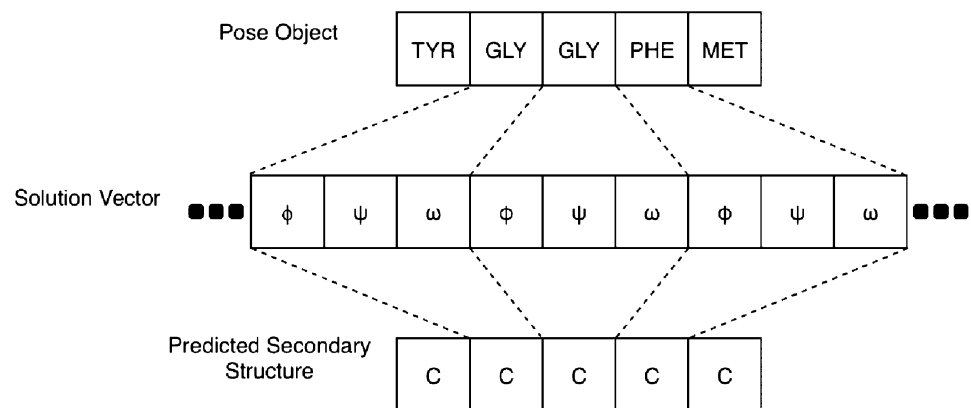 Pose Object
TYR GLY GLY PHE MET
Solution Vector
ϕ ψ ω ϕ ψ ω ϕ ψ ω
Predicted Secondary
Structure
C C C C C